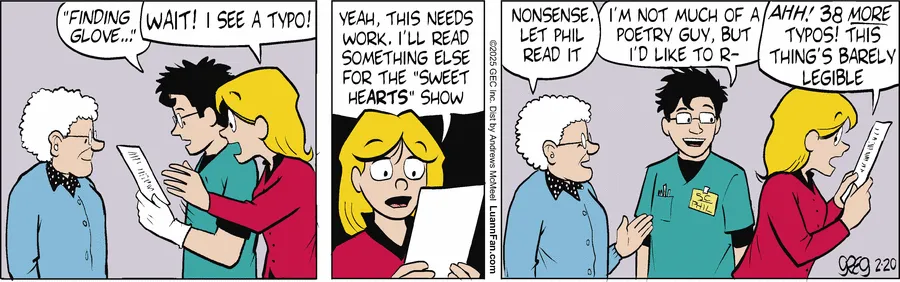 "FINDING
GLOVE..."
WAIT! I SEE A TYPO!
YEAH, THIS NEEDS
WORK. I'LL READ
SOMETHING ELSE
FOR THE "SWEET
HEARTS" SHOW
©2025 GEC Inc. Dist by Andrews McMeel LuannFan.com
NONSENSE.
LET PHIL
READ IT
I'M NOT MUCH OF A
POETRY GUY, BUT
I'D LIKE TO R-
AHH! 38 MORE
TYPOS! THIS
THING'S BARELY
LEGIBLE
SC
PHIL
greg 2-20